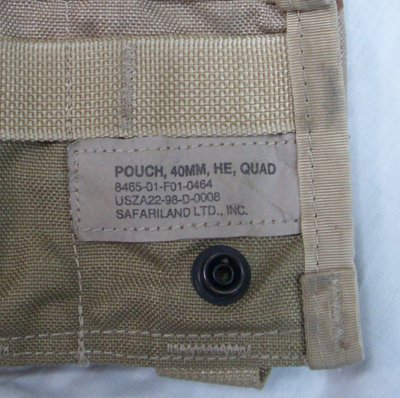 POUCH, 40MM, HE, QUAD
8465-01-F01-0464
USZA22-98-D-0008
SAFARILAND LTD., INC.